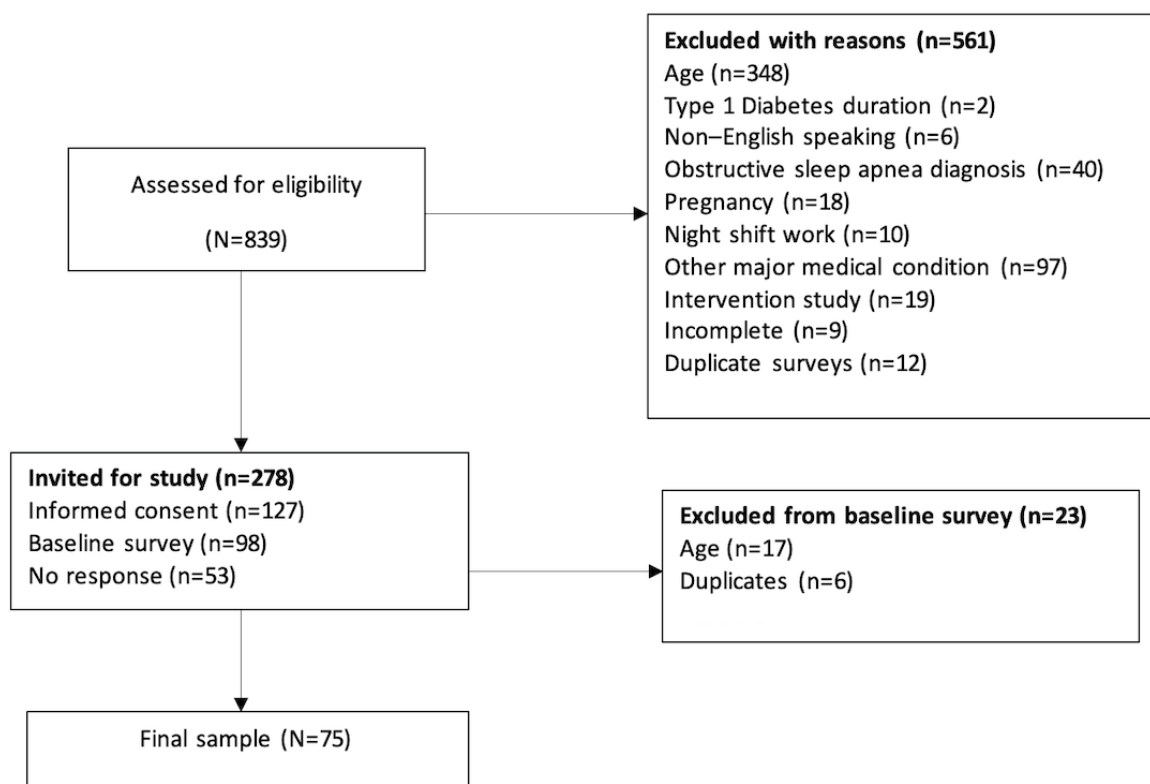 Assessed for eligibility
(N=839)
Excluded with reasons (n=561)
Age (n=348)
Type 1 Diabetes duration (n=2)
Non–English speaking (n=6)
Obstructive sleep apnea diagnosis (n=40)
Pregnancy (n=18)
Night shift work (n=10)
Other major medical condition (n=97)
Intervention study (n=19)
Incomplete (n=9)
Duplicate surveys (n=12)
Invited for study (n=278)
Informed consent (n=127)
Baseline survey (n=98)
No response (n=53)
Excluded from baseline survey (n=23)
Age (n=17)
Duplicates (n=6)
Final sample (N=75)